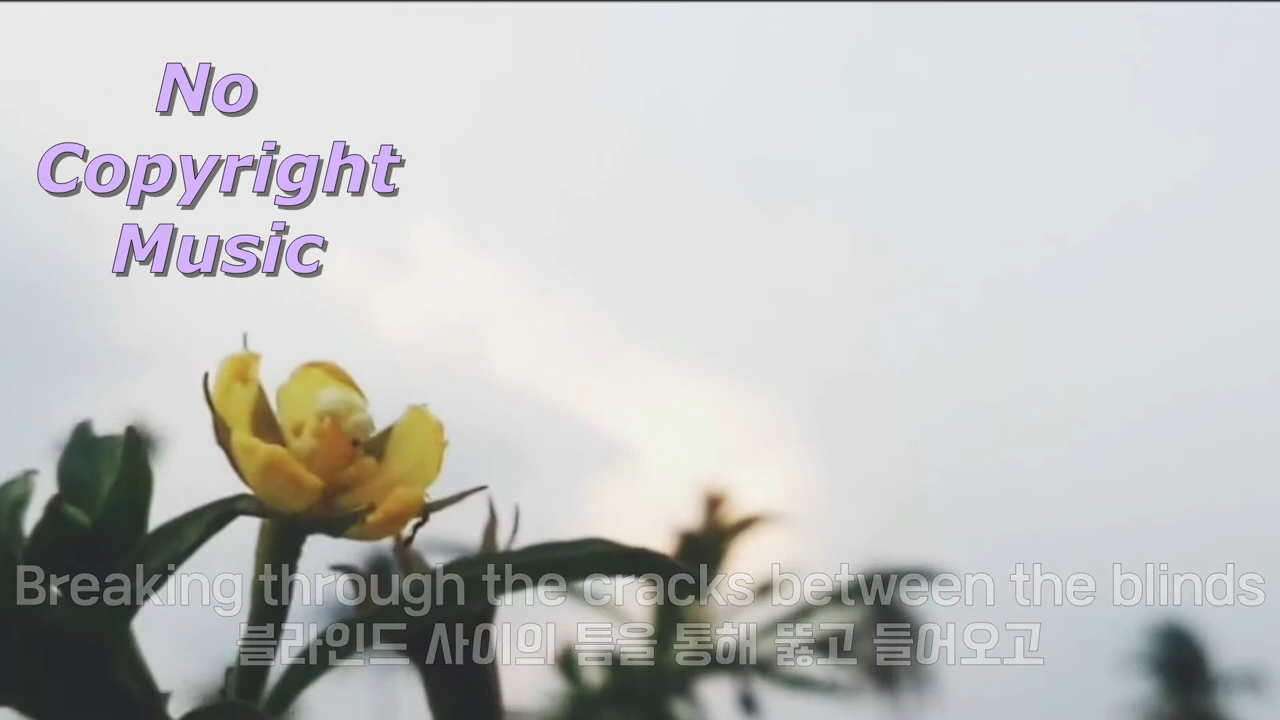 No
Copyright
Music
Breaking through the cracks between the blinds
블라인드 사이의 틈을 통해 뚫고 들어오고